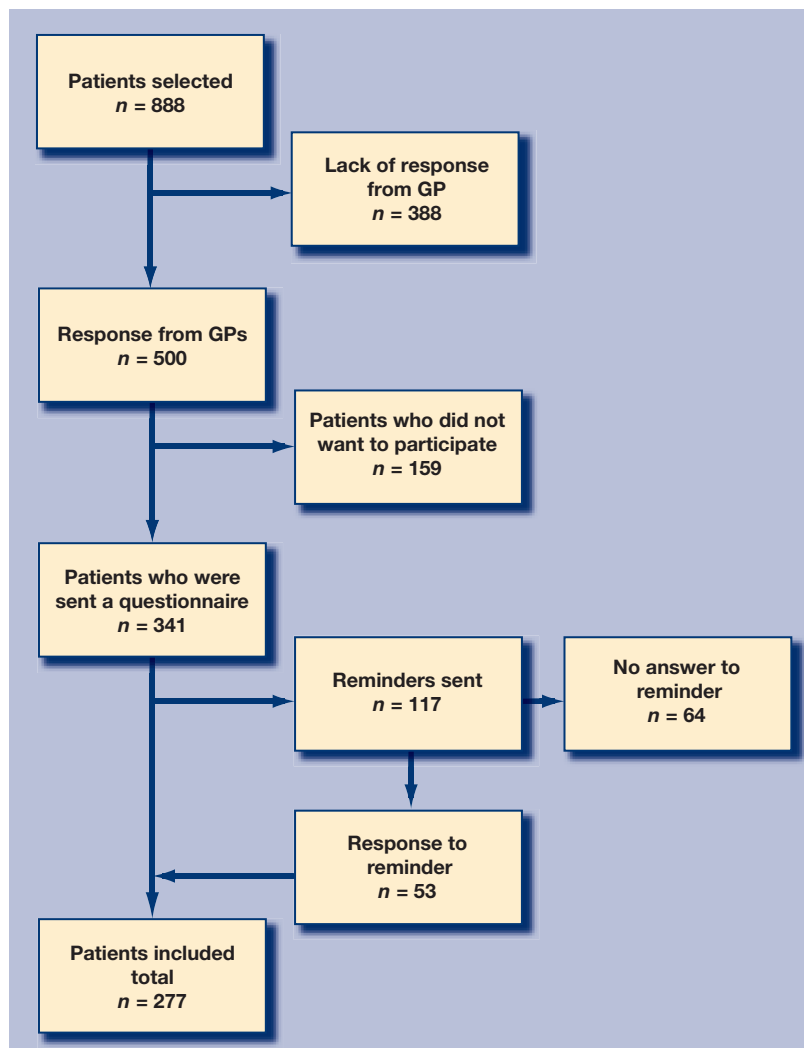 Patients selected
n = 888
Lack of response
from GP
n = 388
Response from GPs
n = 500
Patients who did not
want to participate
n = 159
Patients who were
sent a questionnaire
n = 341
Reminders sent
n = 117
No answer to
reminder
n = 64
Response to
reminder
n = 53
Patients included
total
n = 277